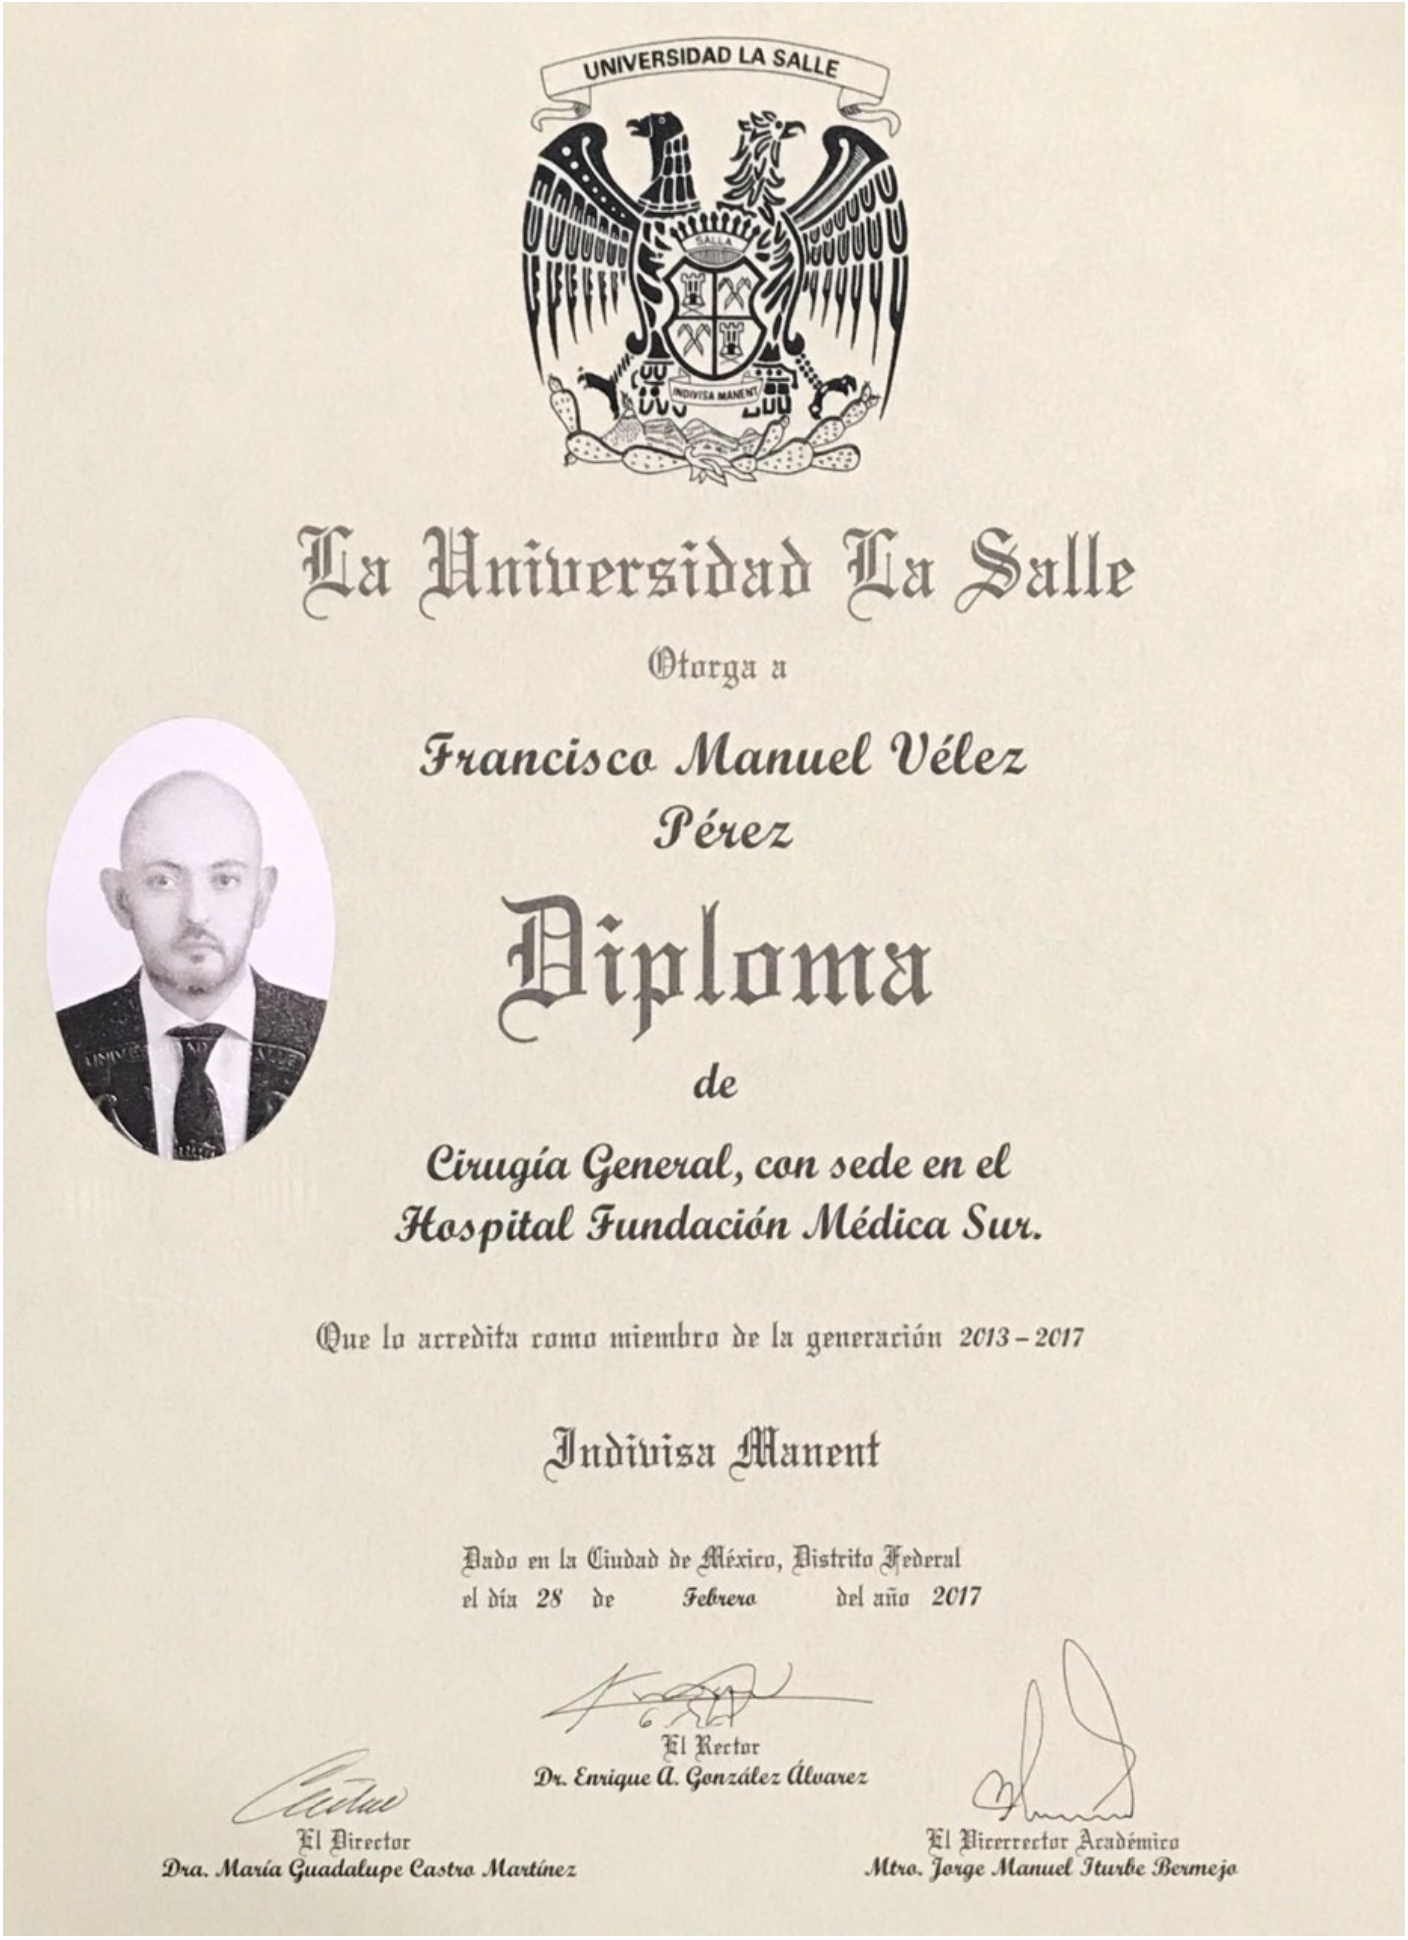 UNIVERSIDAD LA SALLE
SALLA
INDIVISA MANENT
La Universidad La Salle
Otorga a
Francisco Manuel Vélez
Pérez
Diploma
de
Cirugía General, con sede en el
Hospital Fundación Médica Sur.
Que lo acredita como miembro de la generación 2013 – 2017
Indivisa Manent
Dado en la Ciudad de México, Distrito Federal
el día 28 de Febrero del año 2017
El Rector
Dr. Enrique A. González Álvarez
El Director
Dra. María Guadalupe Castro Martínez
El Vicerrector Académico
Mtro. Jorge Manuel Iturbe Bermejo